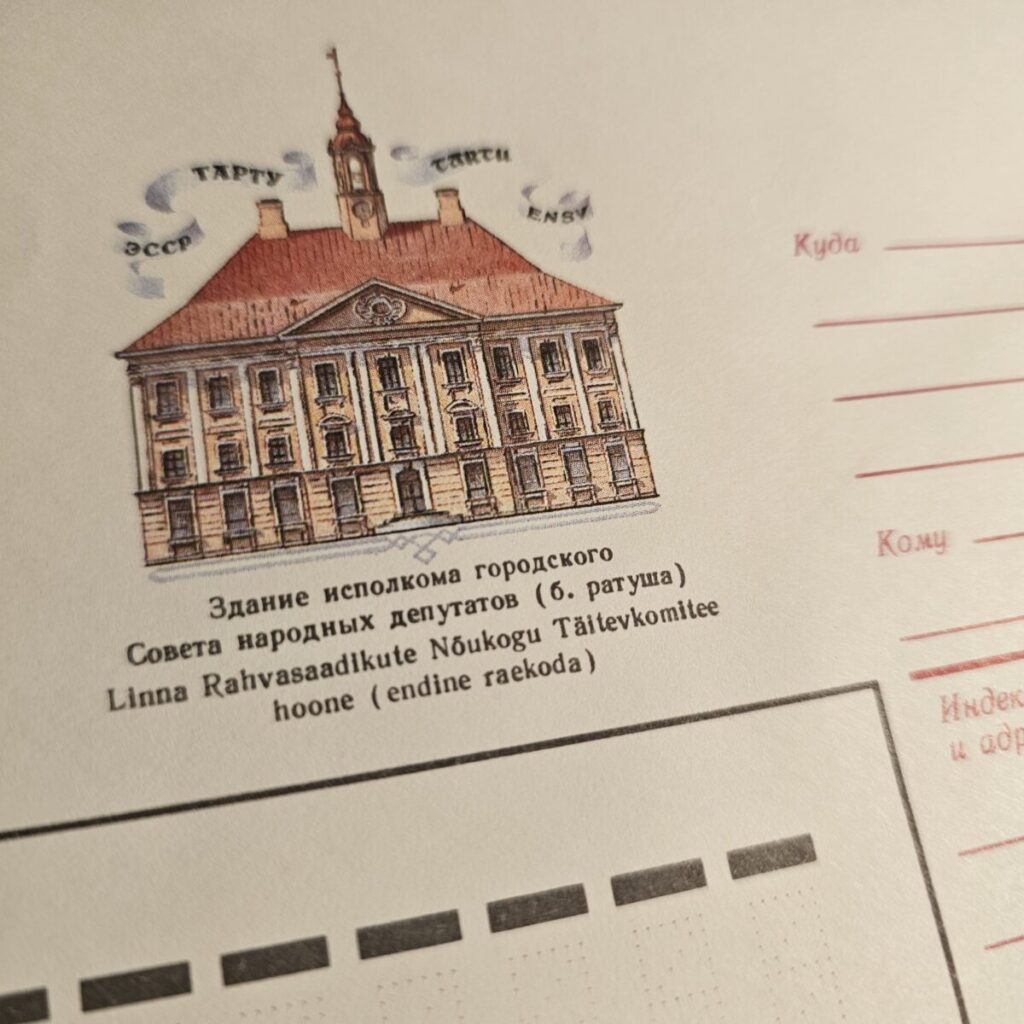 ЭССР
ТАРТУ
TARTU
ENSV
Здание исполкома городского
Совета народных депутатов (б. ратуша)
Linna Rahvasaadikute Nõukogu Täitevkomitee
hoone (endine raekoda)
Куда
Кому